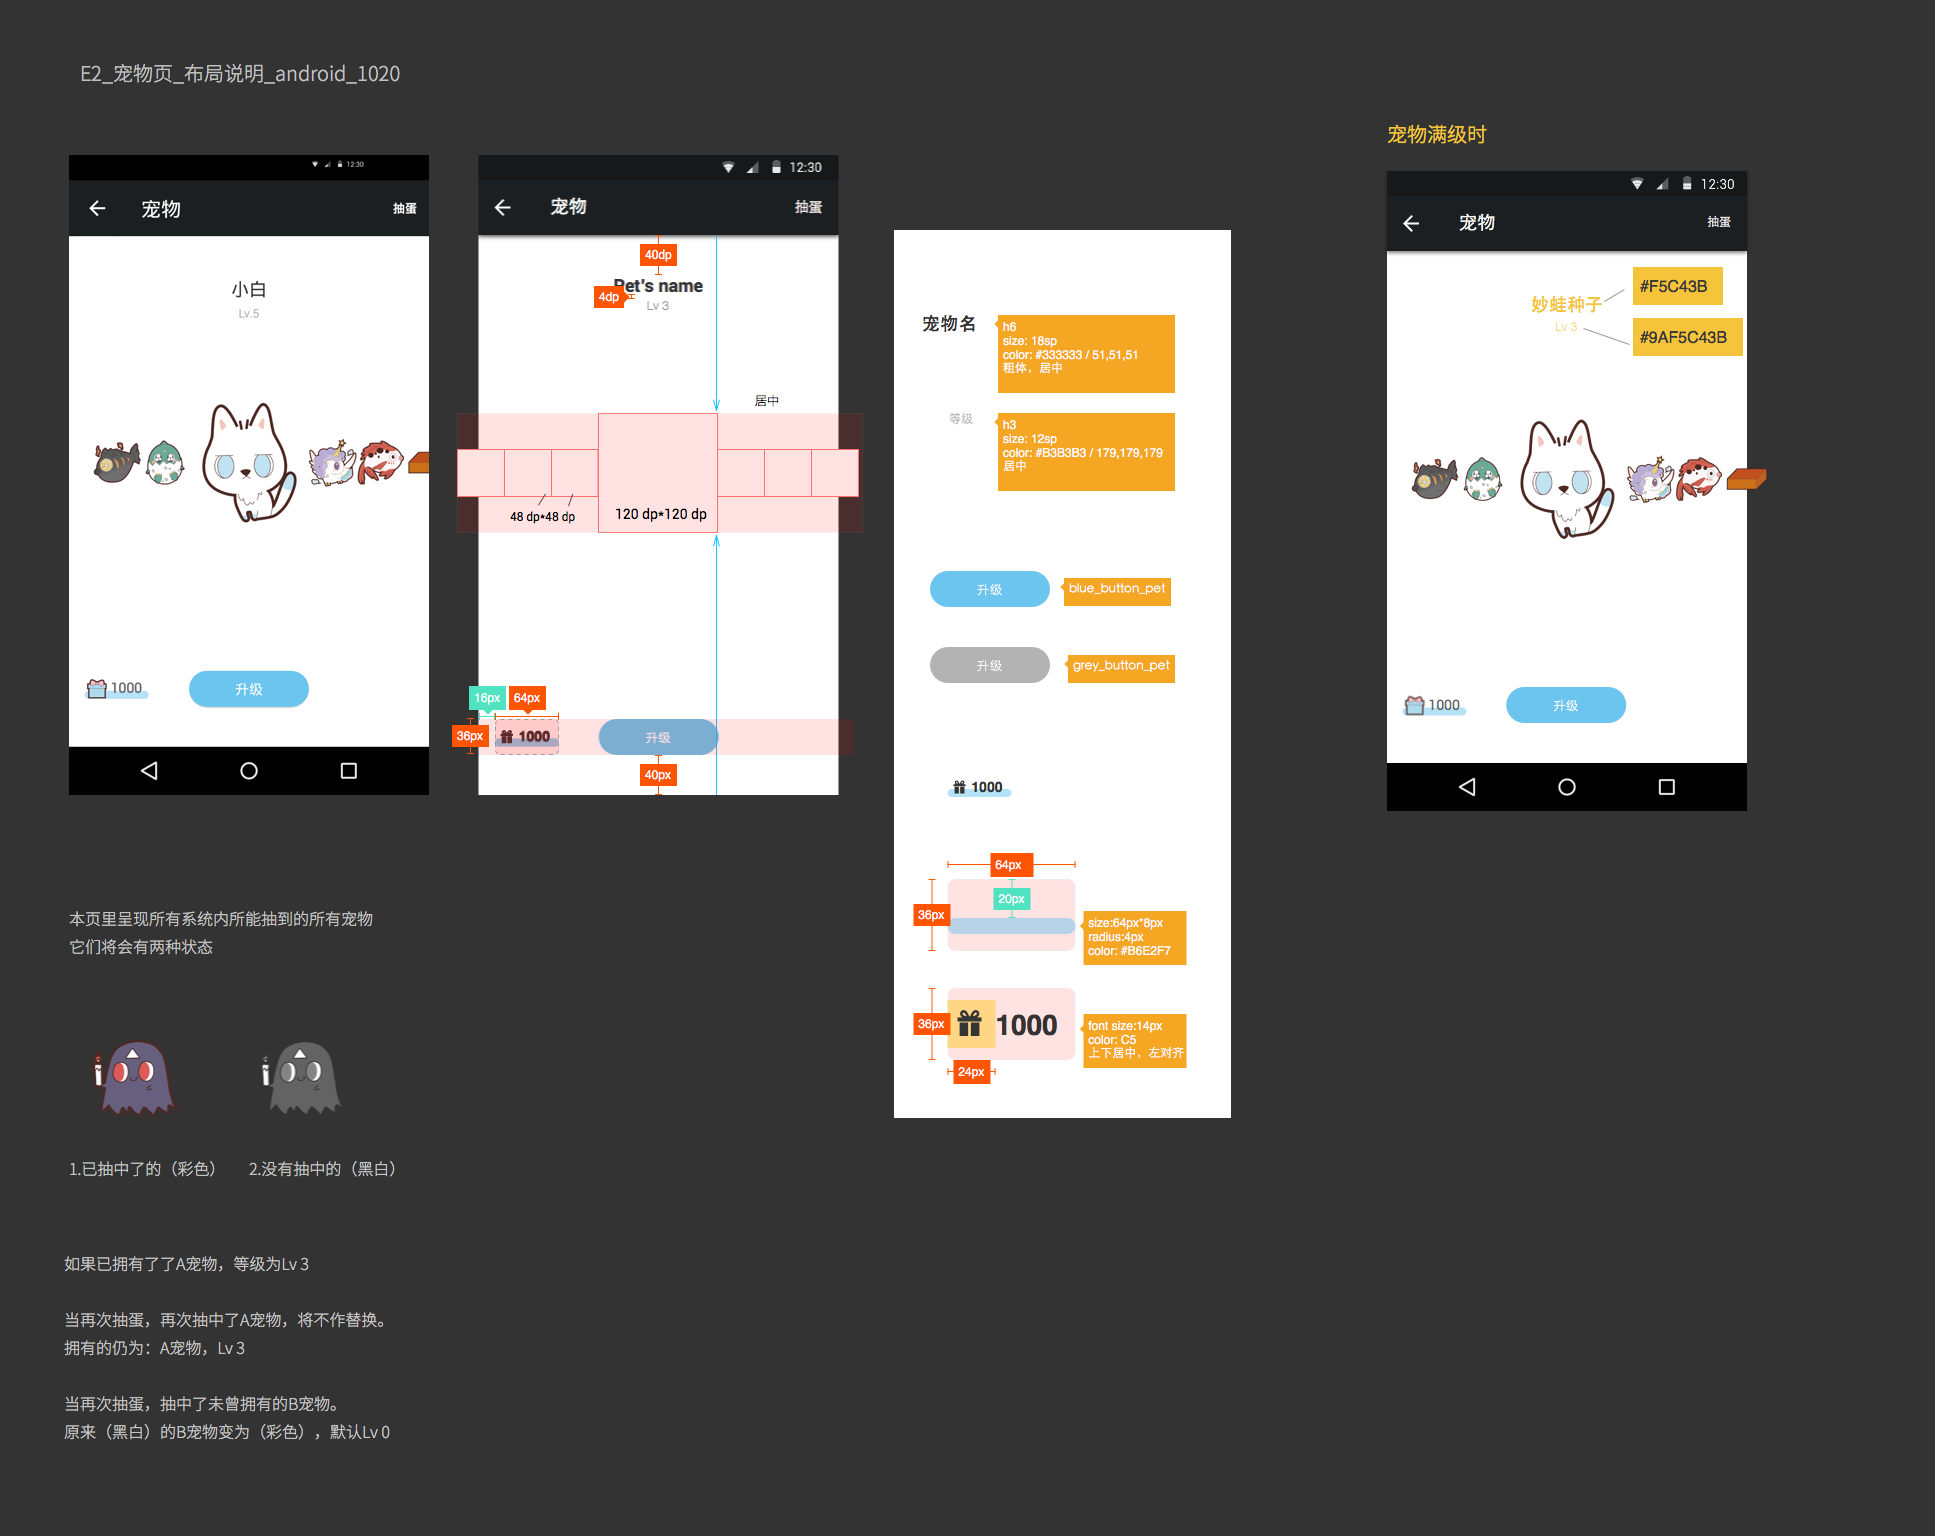 E2_宠物页_布局说明_android_1020
12:30
宠物
抽蛋
小白
Lv.5
1000
升级
12:30
宠物
抽蛋
40dp
Pet's name
4dp
Lv 3
居中
48 dp*48 dp
120 dp*120 dp
16px
64px
36px
1000
升级
40px
宠物名
h6
size: 18sp
color: #333333 / 51,51,51
粗体，居中
等级
h3
size: 12sp
color: #B3B3B3 / 179,179,179
居中
升级
blue_button_pet
升级
grey_button_pet
1000
64px
20px
36px
size:64px*8px
radius:4px
color: #B6E2F7
36px
1000
font size:14px
color: C5
上下居中，左对齐
24px
宠物满级时
12:30
宠物
抽蛋
#F5C43B
妙蛙种子
Lv 3
#9AF5C43B
1000
升级
本页里呈现所有系统内所能抽到的所有宠物
它们将会有两种状态
1.已抽中了的（彩色）
2.没有抽中的（黑白）
如果已拥有了了A宠物，等级为Lv 3
当再次抽蛋，再次抽中了A宠物，将不作替换。
拥有的仍为：A宠物，Lv 3
当再次抽蛋，抽中了未曾拥有的B宠物。
原来（黑白）的B宠物变为（彩色）, 默认Lv 0